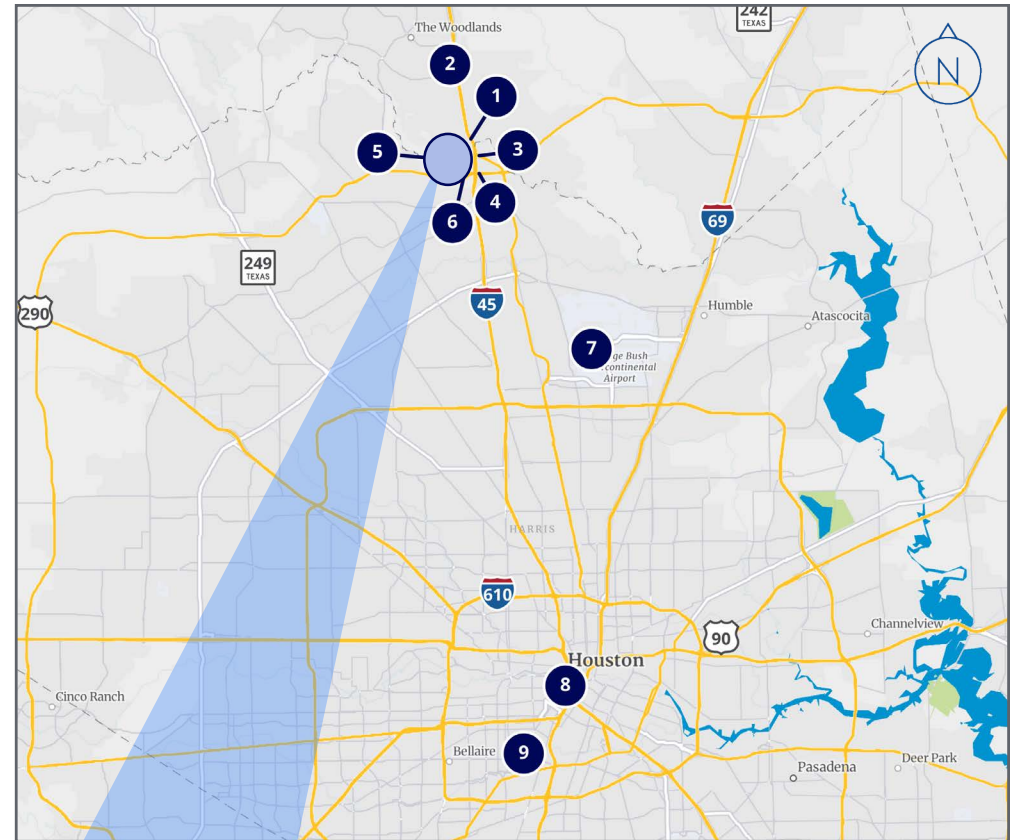 242
TEXAS
The Woodlands
2
N
1
3
5
4
6
69
249
TEXAS
45
290
Humble
Atascocita
7
ge Bush
continental
Airport
HARRIS
610
Channelview
90
Houston
8
Cinco Ranch
Bellaire
9
Deer Park
Pasadena